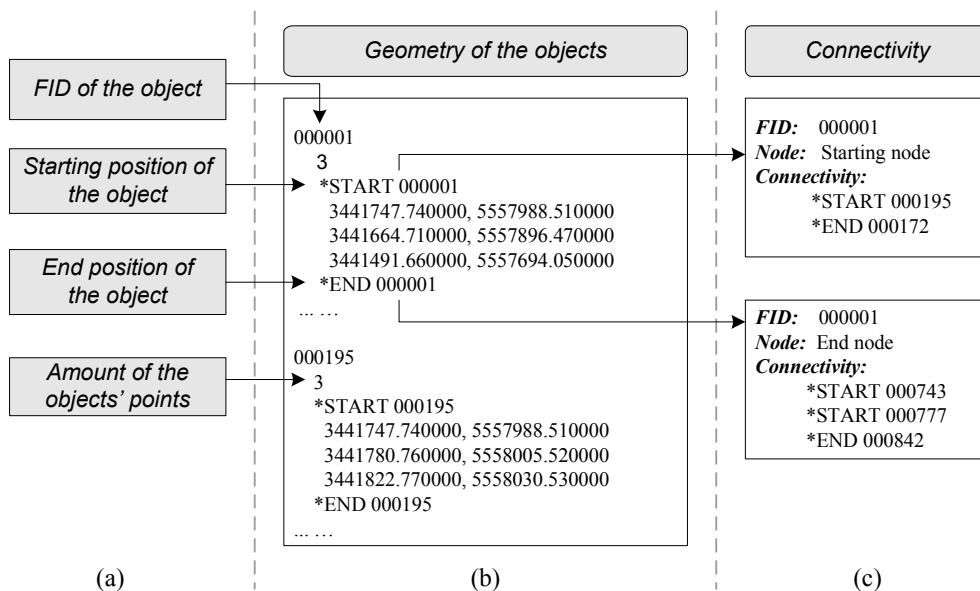 FID of the object
Starting position of
the object
End position of
the object
Amount of the
objects' points
(a)
Geometry of the objects
000001
3
*START 000001
3441747.740000, 5557988.510000
3441664.710000, 5557896.470000
3441491.660000, 5557694.050000
*END 000001
... ...
000195
3
*START 000195
3441747.740000, 5557988.510000
3441780.760000, 5558005.520000
3441822.770000, 5558030.530000
*END 000195
... ...
(b)
Connectivity
FID: 000001
Node: Starting node
Connectivity:
*START 000195
*END 000172
FID: 000001
Node: End node
Connectivity:
*START 000743
*START 000777
*END 000842
(c)